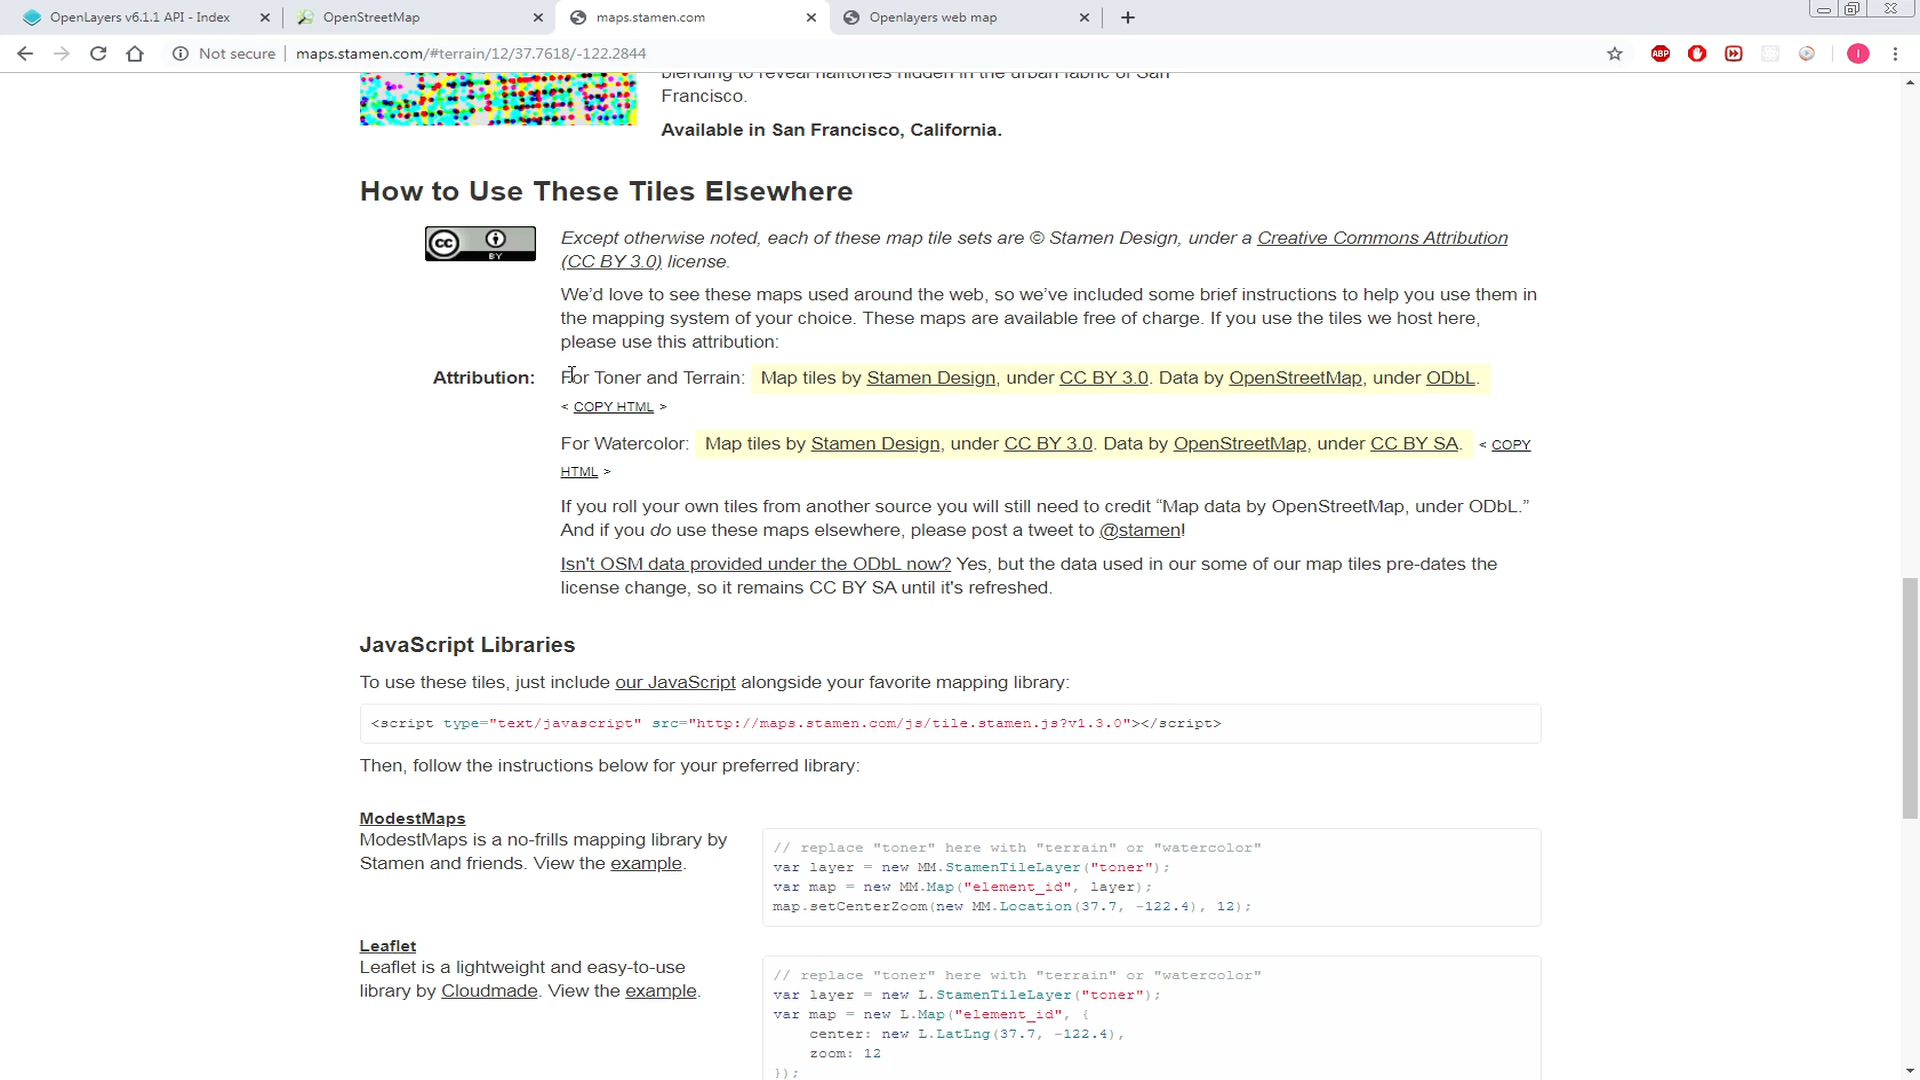 OpenLayers v6.1.1 API - Index
OpenStreetMap
maps.stamen.com
Openlayers web map
Not secure
maps.stamen.com/#terrain/12/37.7618/-122.2844
ABP
I
blending to reveal halftones hidden in the urban fabric of San
Francisco.
Available in San Francisco, California.
How to Use These Tiles Elsewhere
cc BY
Except otherwise noted, each of these map tile sets are © Stamen Design, under a Creative Commons Attribution
(CC BY 3.0) license.
We’d love to see these maps used around the web, so we’ve included some brief instructions to help you use them in
the mapping system of your choice. These maps are available free of charge. If you use the tiles we host here,
please use this attribution:
Attribution: For Toner and Terrain: Map tiles by Stamen Design, under CC BY 3.0. Data by OpenStreetMap, under ODbL.
< COPY HTML >
For Watercolor: Map tiles by Stamen Design, under CC BY 3.0. Data by OpenStreetMap, under CC BY SA. < COPY
HTML >
If you roll your own tiles from another source you will still need to credit “Map data by OpenStreetMap, under ODbL.”
And if you do use these maps elsewhere, please post a tweet to @stamen!
Isn't OSM data provided under the ODbL now? Yes, but the data used in our some of our map tiles pre-dates the
license change, so it remains CC BY SA until it's refreshed.
JavaScript Libraries
To use these tiles, just include our JavaScript alongside your favorite mapping library:
<script type="text/javascript" src="http://maps.stamen.com/js/tile.stamen.js?v1.3.0"></script>
Then, follow the instructions below for your preferred library:
ModestMaps
ModestMaps is a no-frills mapping library by
Stamen and friends. View the example.
// replace "toner" here with "terrain" or "watercolor"
var layer = new MM.StamenTileLayer("toner");
var map = new MM.Map("element_id", layer);
map.setCenterZoom(new MM.Location(37.7, -122.4), 12);
Leaflet
Leaflet is a lightweight and easy-to-use
library by Cloudmade. View the example.
// replace "toner" here with "terrain" or "watercolor"
var layer = new L.StamenTileLayer("toner");
var map = new L.Map("element_id", {
center: new L.LatLng(37.7, -122.4),
zoom: 12
});